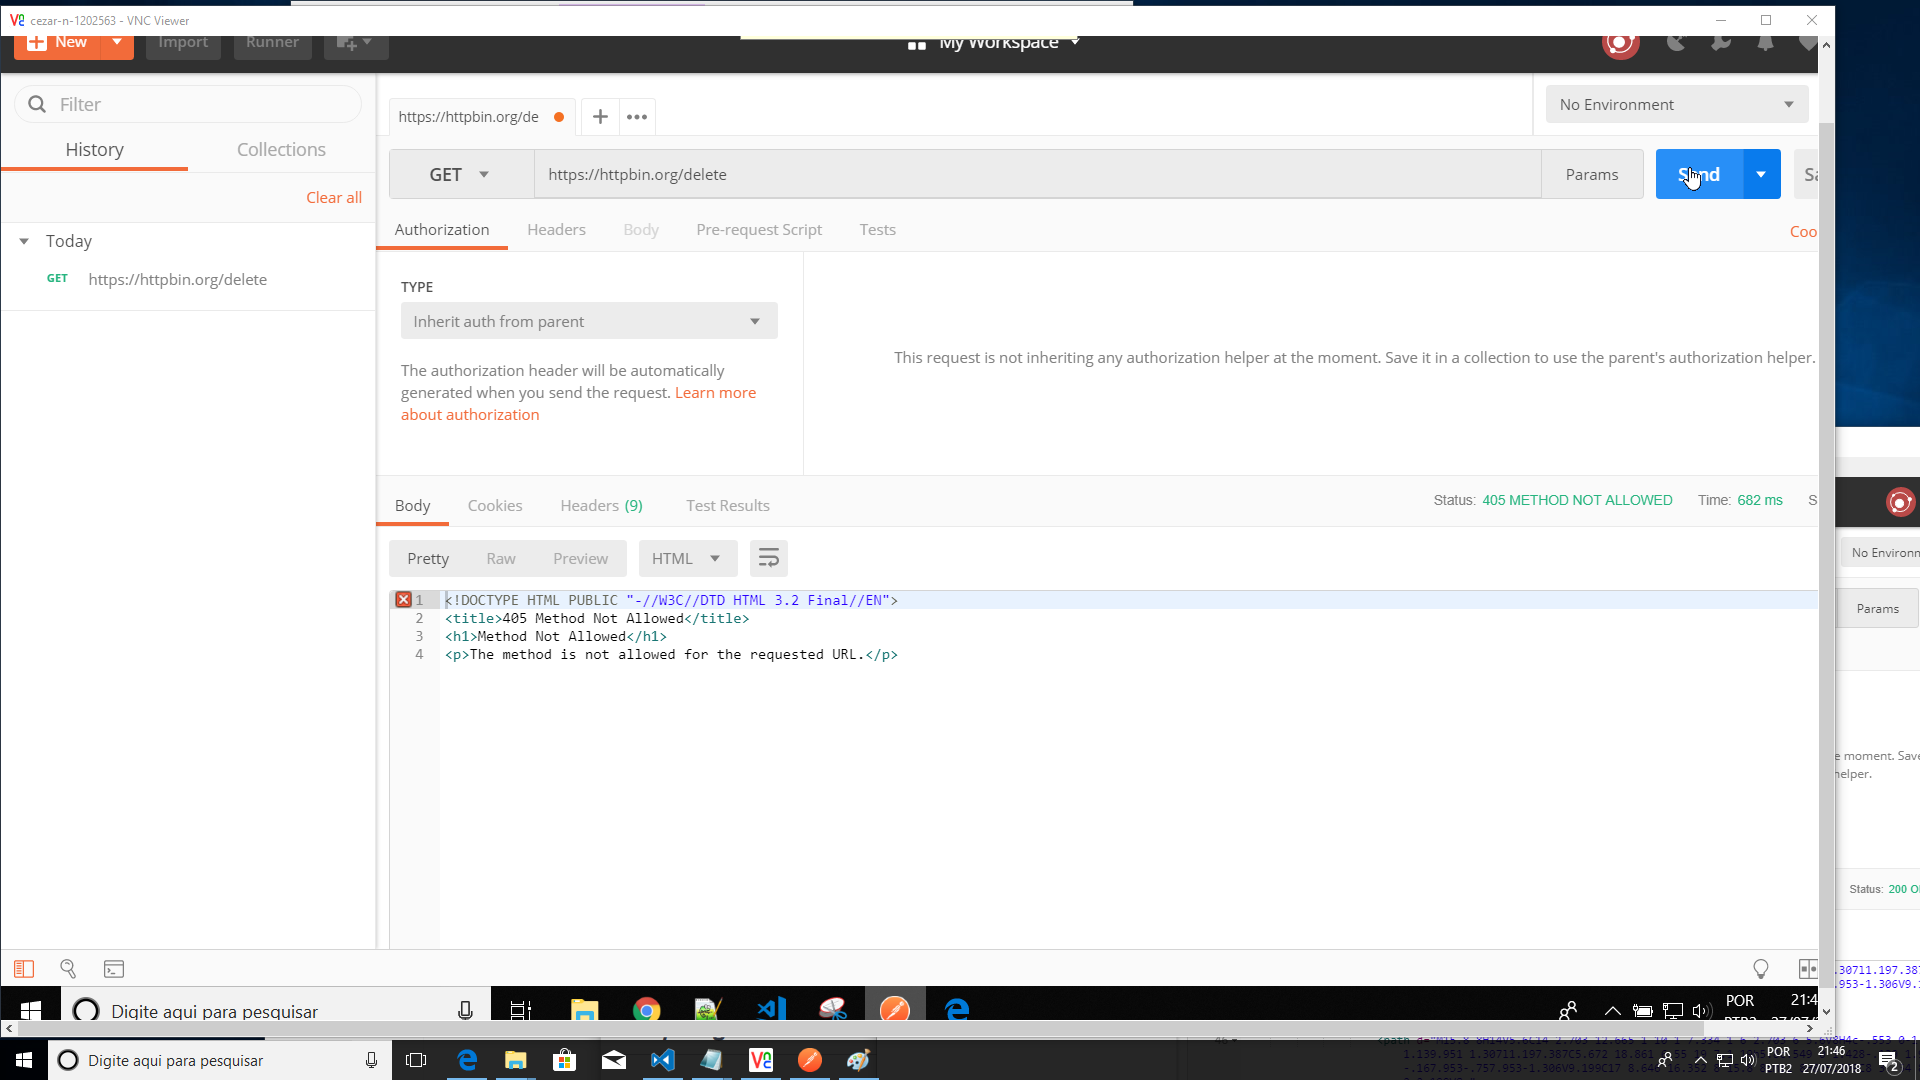 cezar-n-1202563 - VNC Viewer
New
Import
Runner
My Workspace
Filter
History
Collections
Clear all
Today
GET https://httpbin.org/delete
https://httpbin.org/de
No Environment
GET
https://httpbin.org/delete
Params
Send
Sa
Authorization
Headers
Body
Pre-request Script
Tests
Coo
TYPE
Inherit auth from parent
The authorization header will be automatically
generated when you send the request. Learn more
about authorization
This request is not inheriting any authorization helper at the moment. Save it in a collection to use the parent's authorization helper.
Body
Cookies
Headers (9)
Test Results
Status: 405 METHOD NOT ALLOWED
Time: 682 ms
S
Pretty
Raw
Preview
HTML
1 <!DOCTYPE HTML PUBLIC "-//W3C//DTD HTML 3.2 Final//EN">
2 <title>405 Method Not Allowed</title>
3 <h1>Method Not Allowed</h1>
4 <p>The method is not allowed for the requested URL.</p>
No Environn
Params
e moment. Save
helper.
Status: 200 O
.30711.197.387
.953-1.306V9.1
Digite aqui para pesquisar
POR
21:4
Digite aqui para pesquisar
POR
PTB2
21:46
27/07/2018
2